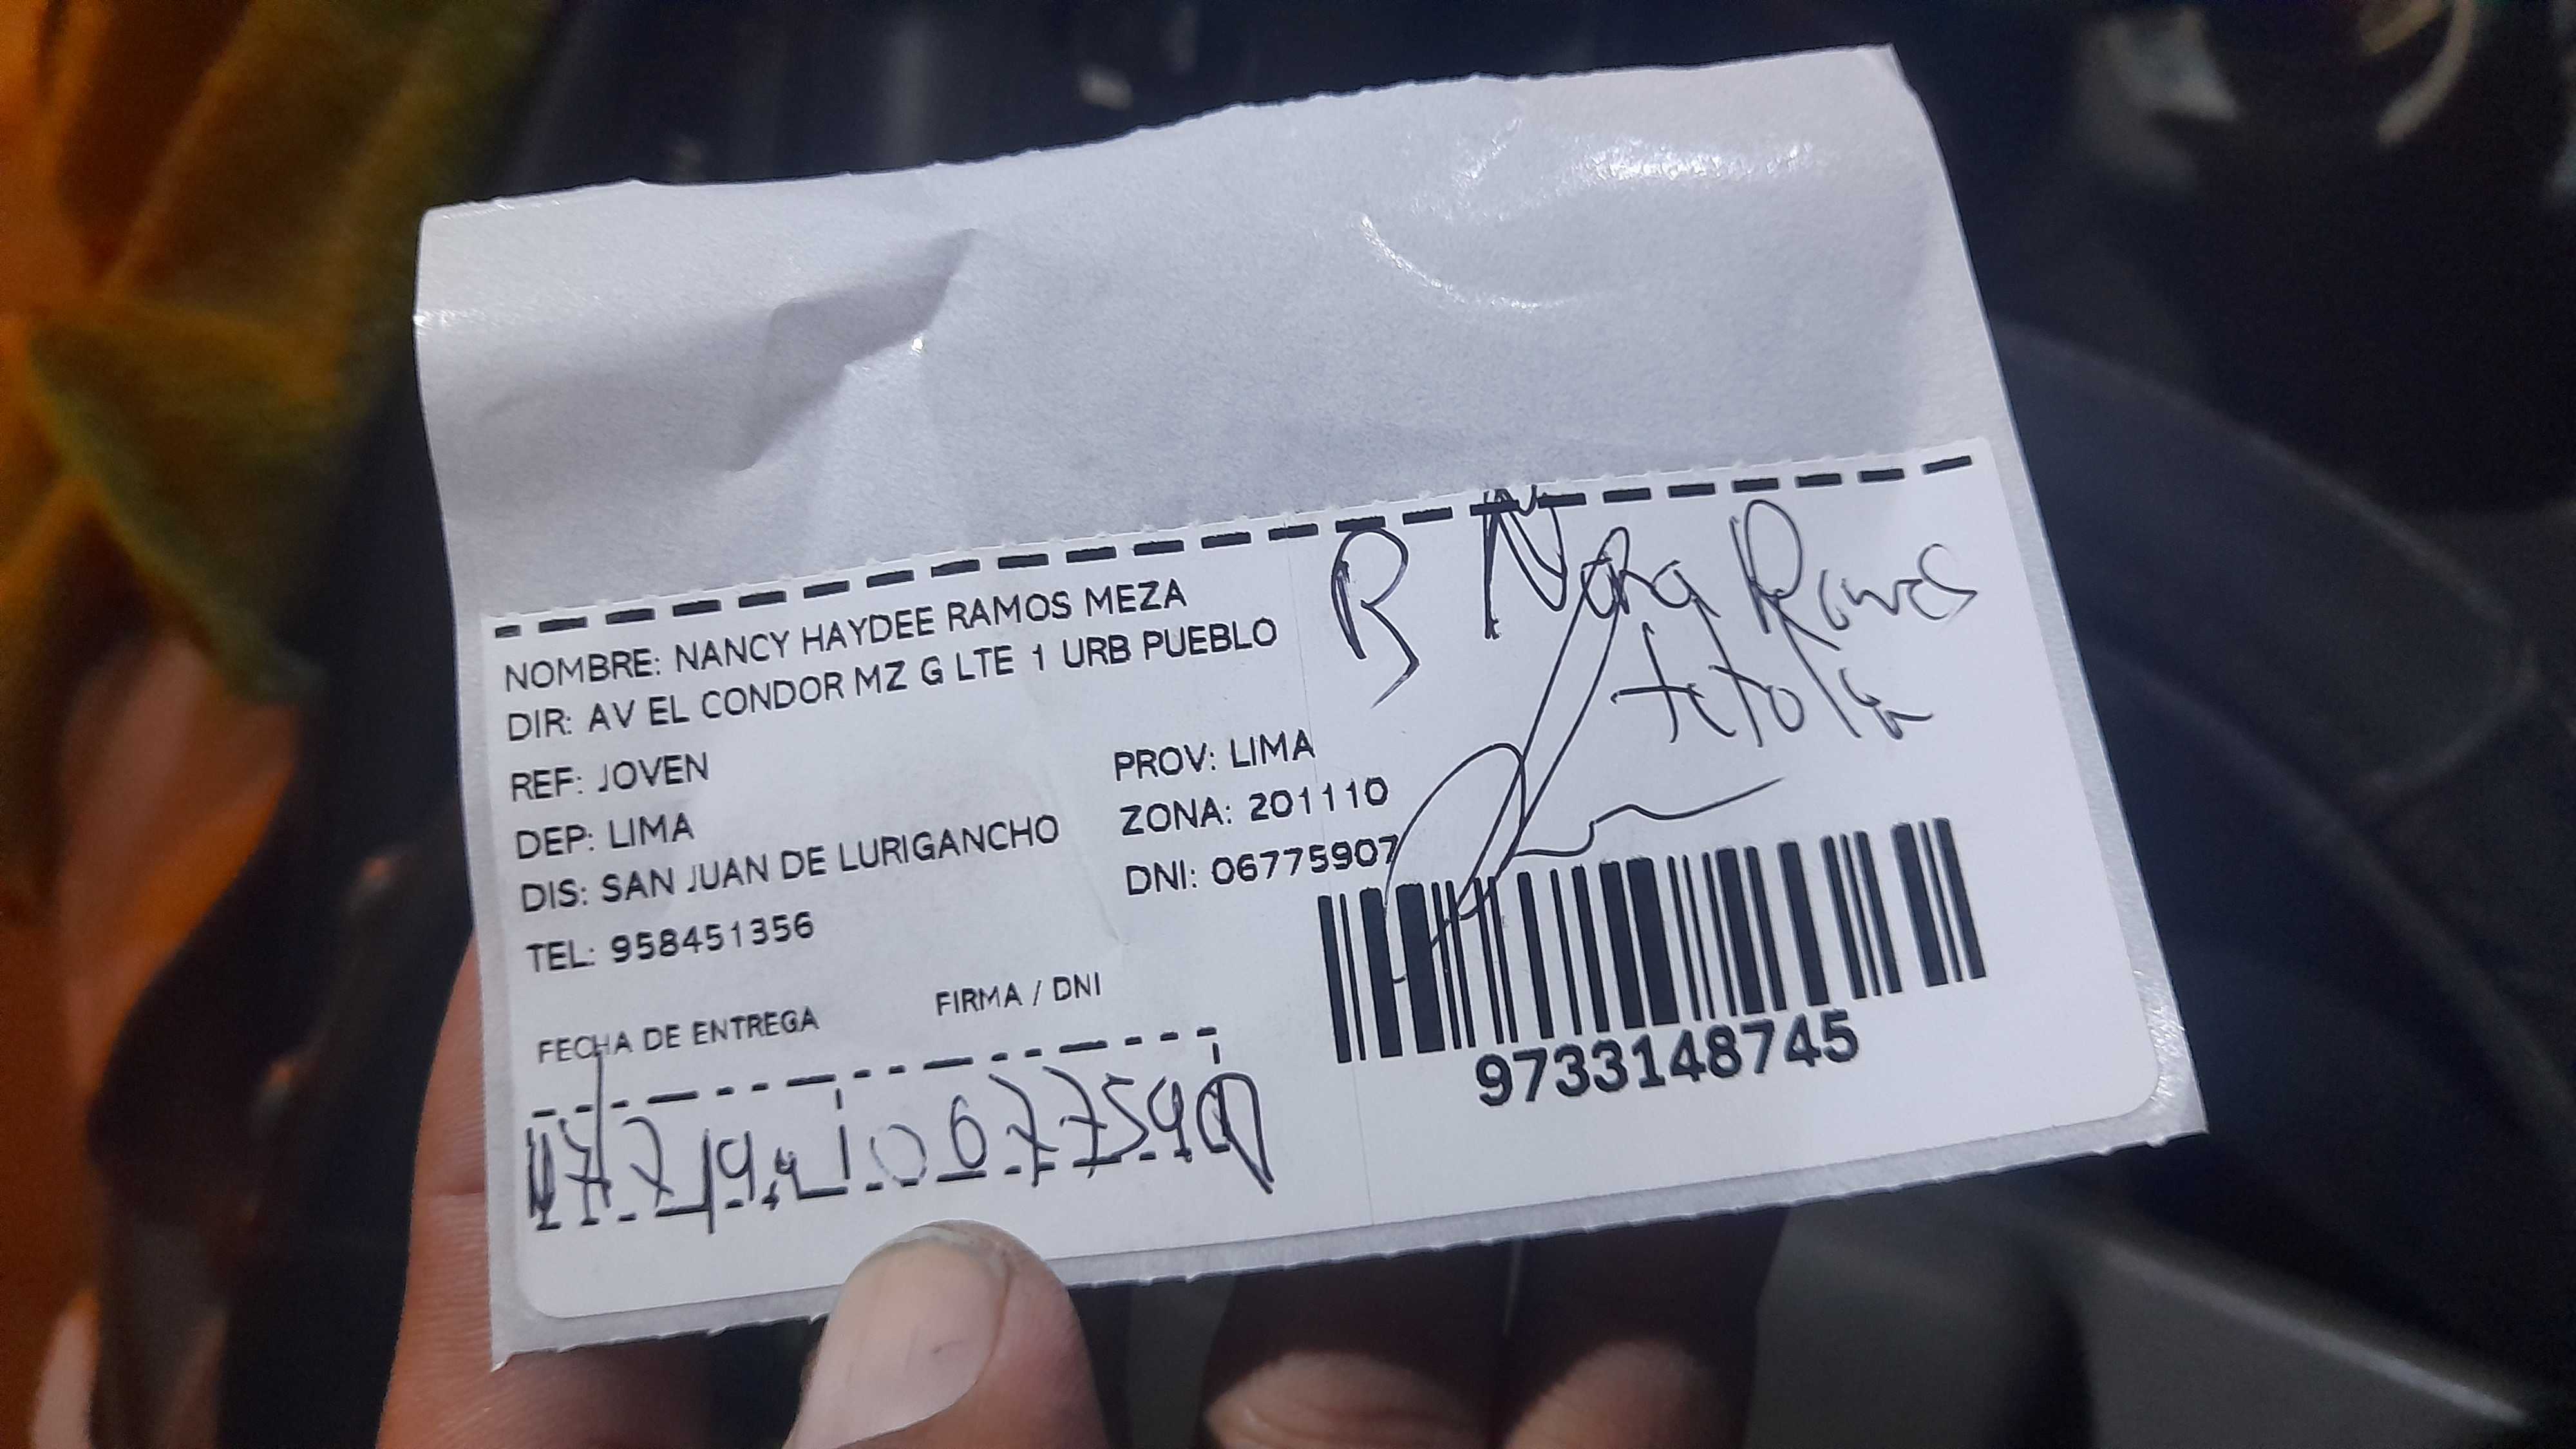 NOMBRE: NANCY HAYDEE RAMOS MEZA
DIR: AV EL CONDOR MZ G LTE 1 URB PUEBLO
REF: JOVEN
DEP: LIMA
PROV: LIMA
ZONA: 201110
DIS: SAN JUAN DE LURIGANCHO
DNI: 06775907
TEL: 958451356
FECHA DE ENTREGA
FIRMA / DNI
R
Ramos
9733148745